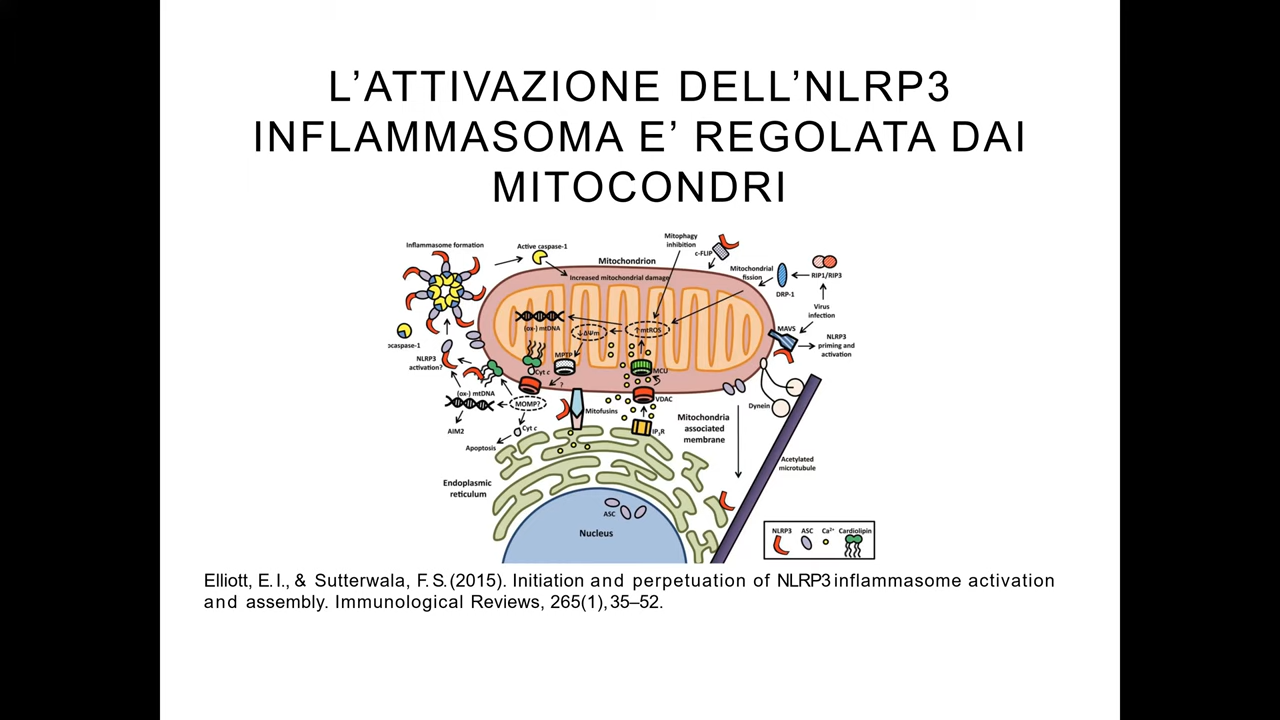 L’ATTIVAZIONE DELL’NLRP3
INFLAMMASOMA E’ REGOLATA DAI
MITOCONDRI
Inflammasome formation
Active caspase-1
Mitophagy
inhibition
c-FLIP
Mitochondrion
Increased mitochondrial damage
Mitochondrial
fission
RIP1/RIP3
DRP-1
Virus
infection
(ox-) mtDNA
↓ΔΨm
↑mtROS
MAVS
NLRP3
priming and
activation
ocaspase-1
NLRP3
activation?
MPTP
Cyt c
?
MCU
?
(ox-) mtDNA
MOMP?
Mitofusins
VDAC
Dynein
AIM2
Cyt c
IP3R
Mitochondria
associated
membrane
Apoptosis
Acetylated
microtubule
Endoplasmic
reticulum
ASC
Nucleus
NLRP3 ASC Ca2+ Cardiolipin
Elliott, E. I., & Sutterwala, F. S. (2015). Initiation and perpetuation of NLRP3 inflammasome activation
and assembly. Immunological Reviews, 265(1), 35–52.